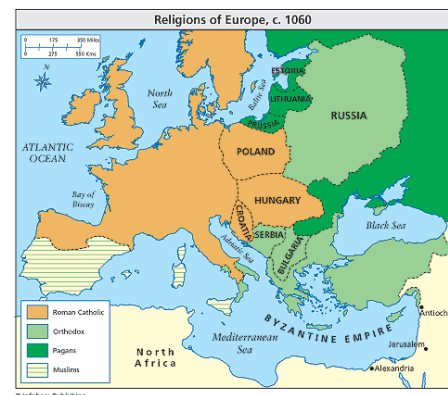 Religions of Europe, c. 1060
0 175 350 Miles
0 275 550 Kms
N
North
Sea
Baltic Sea
ESTONIA
LITHUANIA
PRUSSIA
RUSSIA
ATLANTIC
OCEAN
POLAND
Bay of
Biscay
HUNGARY
CROATIA
SERBIA
BULGARIA
Black Sea
Adriatic Sea
Roman Catholic
Orthodox
Pagans
Muslims
BYZANTINE EMPIRE
Mediterranean
Sea
North
Africa
Antioch
Jerusalem
Alexandria